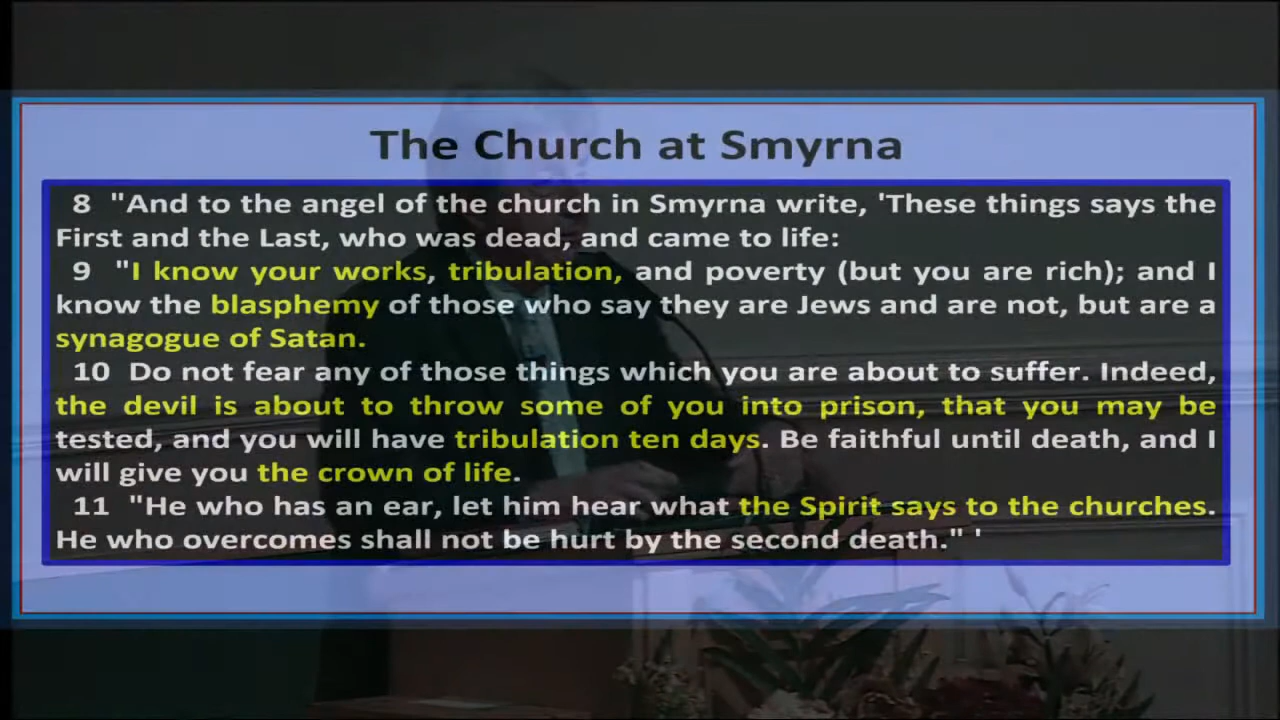 The Church at Smyrna
8 "And to the angel of the church in Smyrna write, 'These things says the
First and the Last, who was dead, and came to life:
9 "I know your works, tribulation, and poverty (but you are rich); and I
know the blasphemy of those who say they are Jews and are not, but are a
synagogue of Satan.
10 Do not fear any of those things which you are about to suffer. Indeed,
the devil is about to throw some of you into prison, that you may be
tested, and you will have tribulation ten days. Be faithful until death, and I
will give you the crown of life.
11 "He who has an ear, let him hear what the Spirit says to the churches.
He who overcomes shall not be hurt by the second death." '